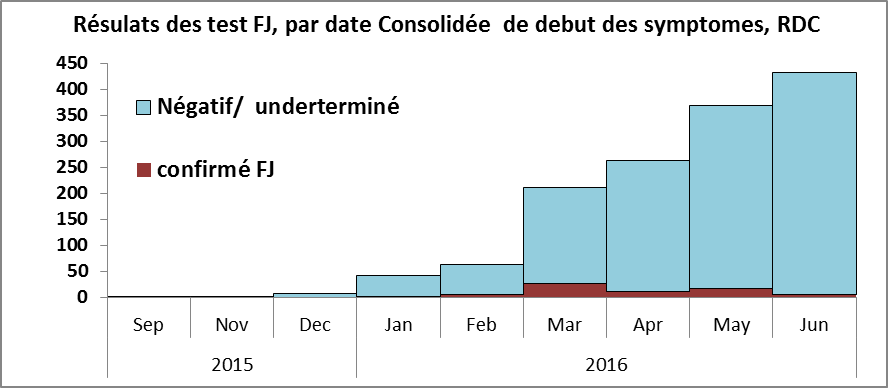 Résulats des test FJ, par date Consolidée de debut des symptomes, RDC
450
400
350
300
250
200
150
100
50
0
Négatif/ underterminé
confirmé FJ
Sep Nov Dec Jan Feb Mar Apr May Jun
2015 2016